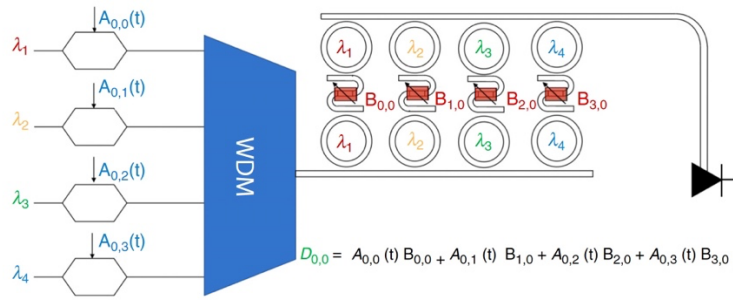 A0,0(t)
λ1
A0,1(t)
λ2
A0,2(t)
λ3
A0,3(t)
λ4
WDM
λ1 λ2 λ3 λ4
B0,0 B1,0 B2,0 B3,0
λ1 λ2 λ3 λ4
D0,0 = A0,0 (t) B0,0 + A0,1 (t) B1,0 + A0,2 (t) B2,0 + A0,3 (t) B3,0